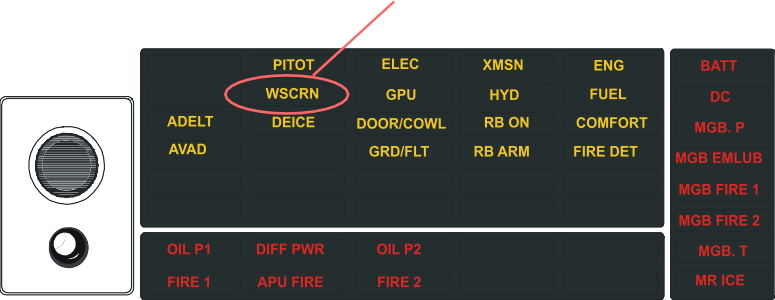 PITOT ELEC XMSN ENG
WSCRN GPU HYD FUEL
ADELT DEICE DOOR/COWL RB ON COMFORT
AVAD GRD/FLT RB ARM FIRE DET
OIL P1 DIFF PWR OIL P2
FIRE 1 APU FIRE FIRE 2
BATT
DC
MGB. P
MGB EMLUB
MGB FIRE 1
MGB FIRE 2
MGB. T
MR ICE